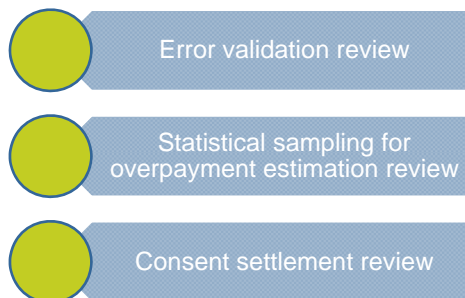 Error validation review
Statistical sampling for
overpayment estimation review
Consent settlement review